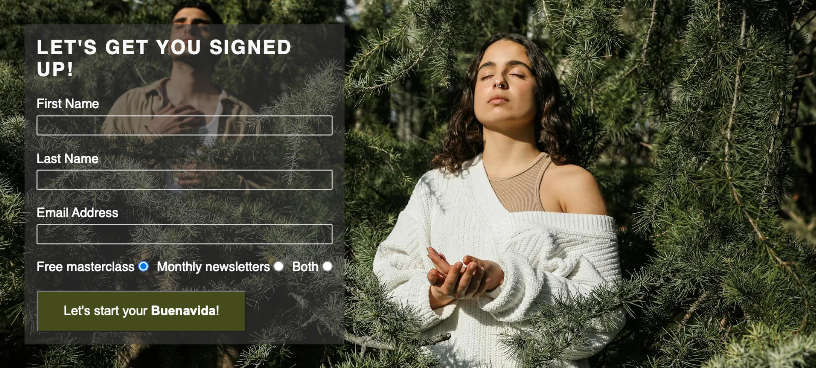 LET'S GET YOU SIGNED
UP!
First Name
Last Name
Email Address
Free masterclass Monthly newsletters Both
Let's start your Buenavida!